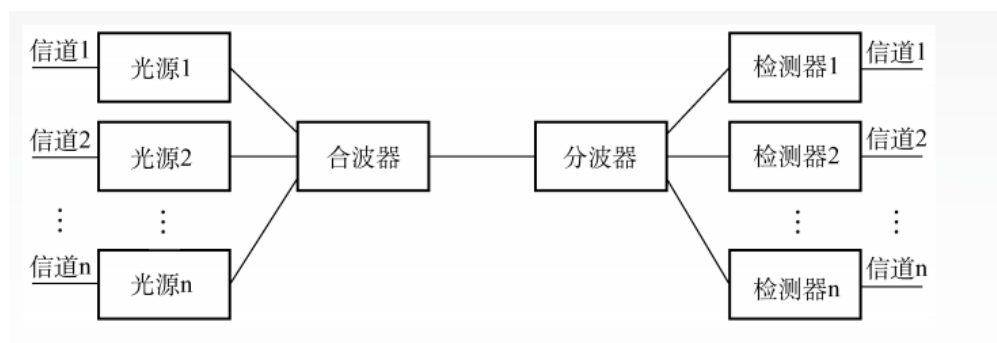 信道1
光源1
检测器1
信道1
信道2
光源2
合波器
分波器
检测器2
信道2
⋮
⋮
⋮
⋮
信道n
光源n
检测器n
信道n